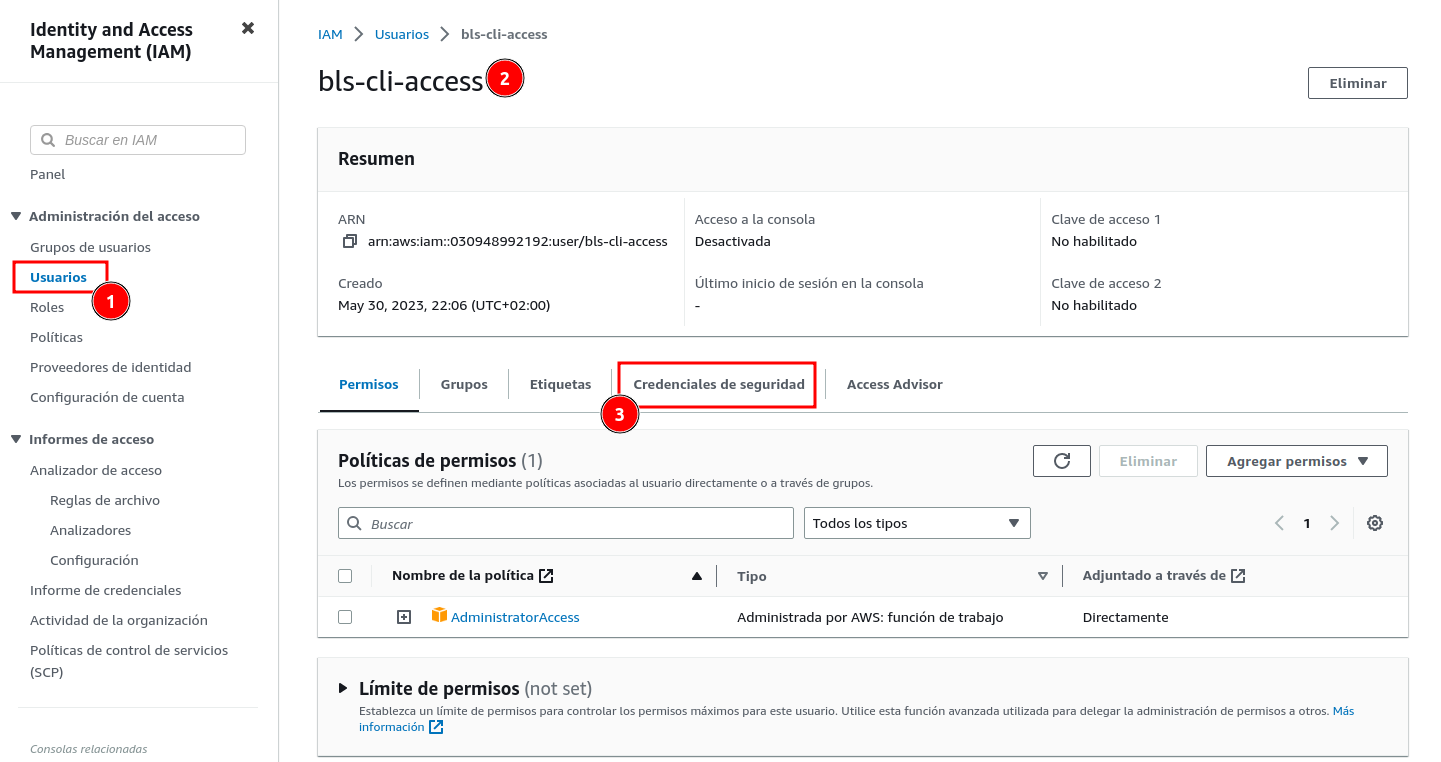 Identity and Access
Management (IAM)
Buscar en IAM
Panel
Administración del acceso
Grupos de usuarios
Usuarios
1
Roles
Políticas
Proveedores de identidad
Configuración de cuenta
Informes de acceso
Analizador de acceso
Reglas de archivo
Analizadores
Configuración
Informe de credenciales
Actividad de la organización
Políticas de control de servicios
(SCP)
Consolas relacionadas
IAM > Usuarios > bls-cli-access
bls-cli-access 2
Eliminar
Resumen
ARN
arn:aws:iam::030948992192:user/bls-cli-access
Creado
May 30, 2023, 22:06 (UTC+02:00)
Acceso a la consola
Desactivada
Último inicio de sesión en la consola
-
Clave de acceso 1
No habilitado
Clave de acceso 2
No habilitado
Permisos Grupos Etiquetas Credenciales de seguridad Access Advisor
3
Políticas de permisos (1)
Los permisos se definen mediante políticas asociadas al usuario directamente o a través de grupos.
Eliminar Agregar permisos
Buscar Todos los tipos 1
Nombre de la política Tipo Adjuntado a través de
AdministratorAccess Administrada por AWS: función de trabajo Directamente
Límite de permisos (not set)
Establezca un límite de permisos para controlar los permisos máximos para este usuario. Utilice esta función avanzada utilizada para delegar la administración de permisos a otros. Más
información